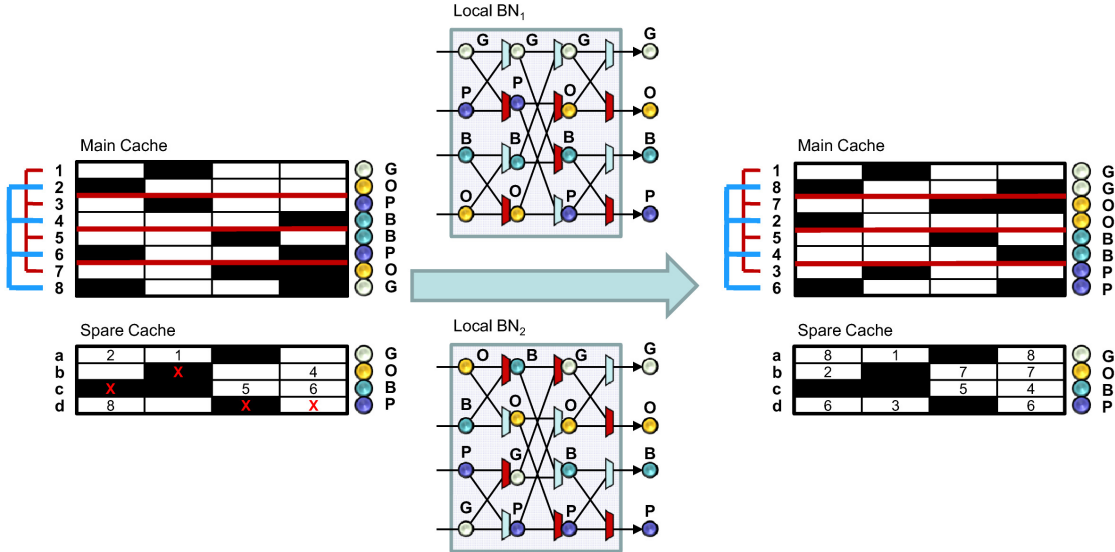 Local BN1
G G G G
P P O O
B B B B
O O P P
Main Cache
1 G
2 O
3 P
4 B
5 B
6 P
7 O
8 G
Spare Cache
a 2 1 G
b X 4 O
c X 5 6 B
d 8 X X P
Local BN2
O B G G
B O O O
P G B B
G P P P
Main Cache
1 G
8 G
7 O
2 O
5 B
4 B
3 P
6 P
Spare Cache
a 8 1 8 G
b 2 7 7 O
c 5 4 B
d 6 3 6 P